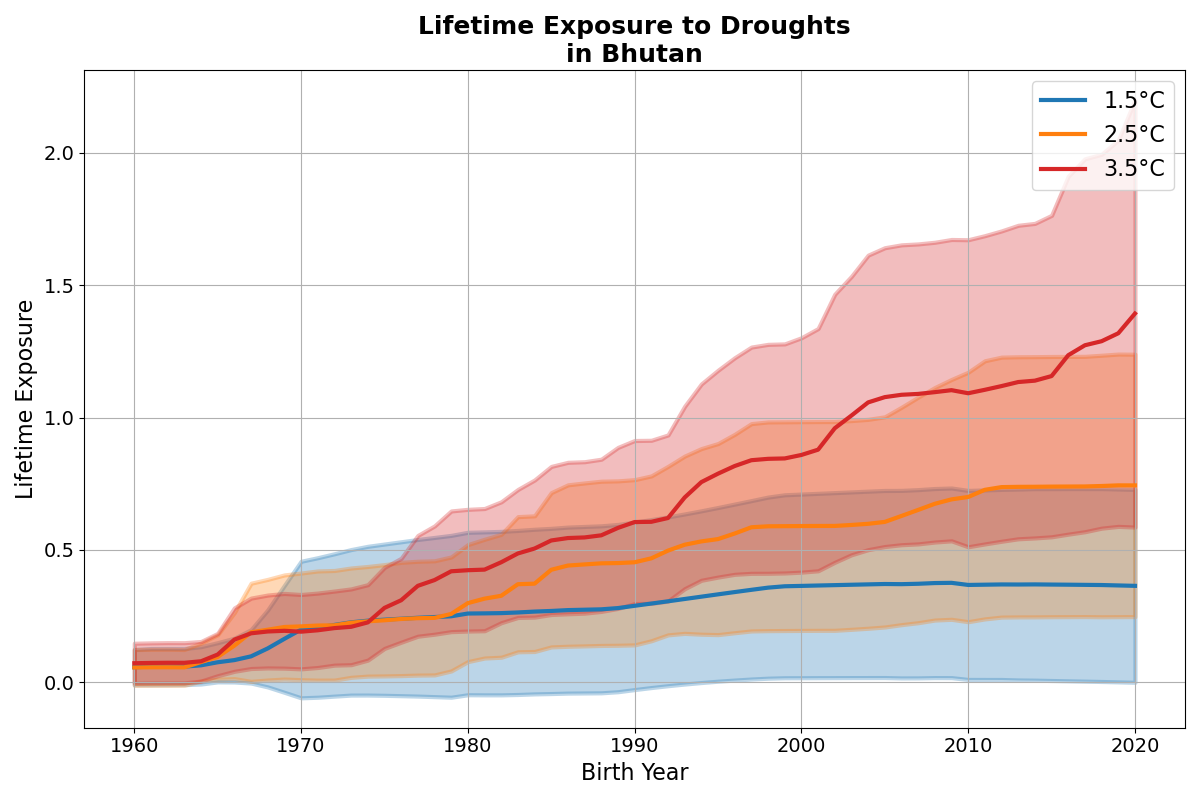 Lifetime Exposure to Droughts
in Bhutan
1.5°C
2.5°C
3.5°C
Lifetime Exposure
2.0
1.5
1.0
0.5
0.0
1960
1970
1980
1990
2000
2010
2020
Birth Year